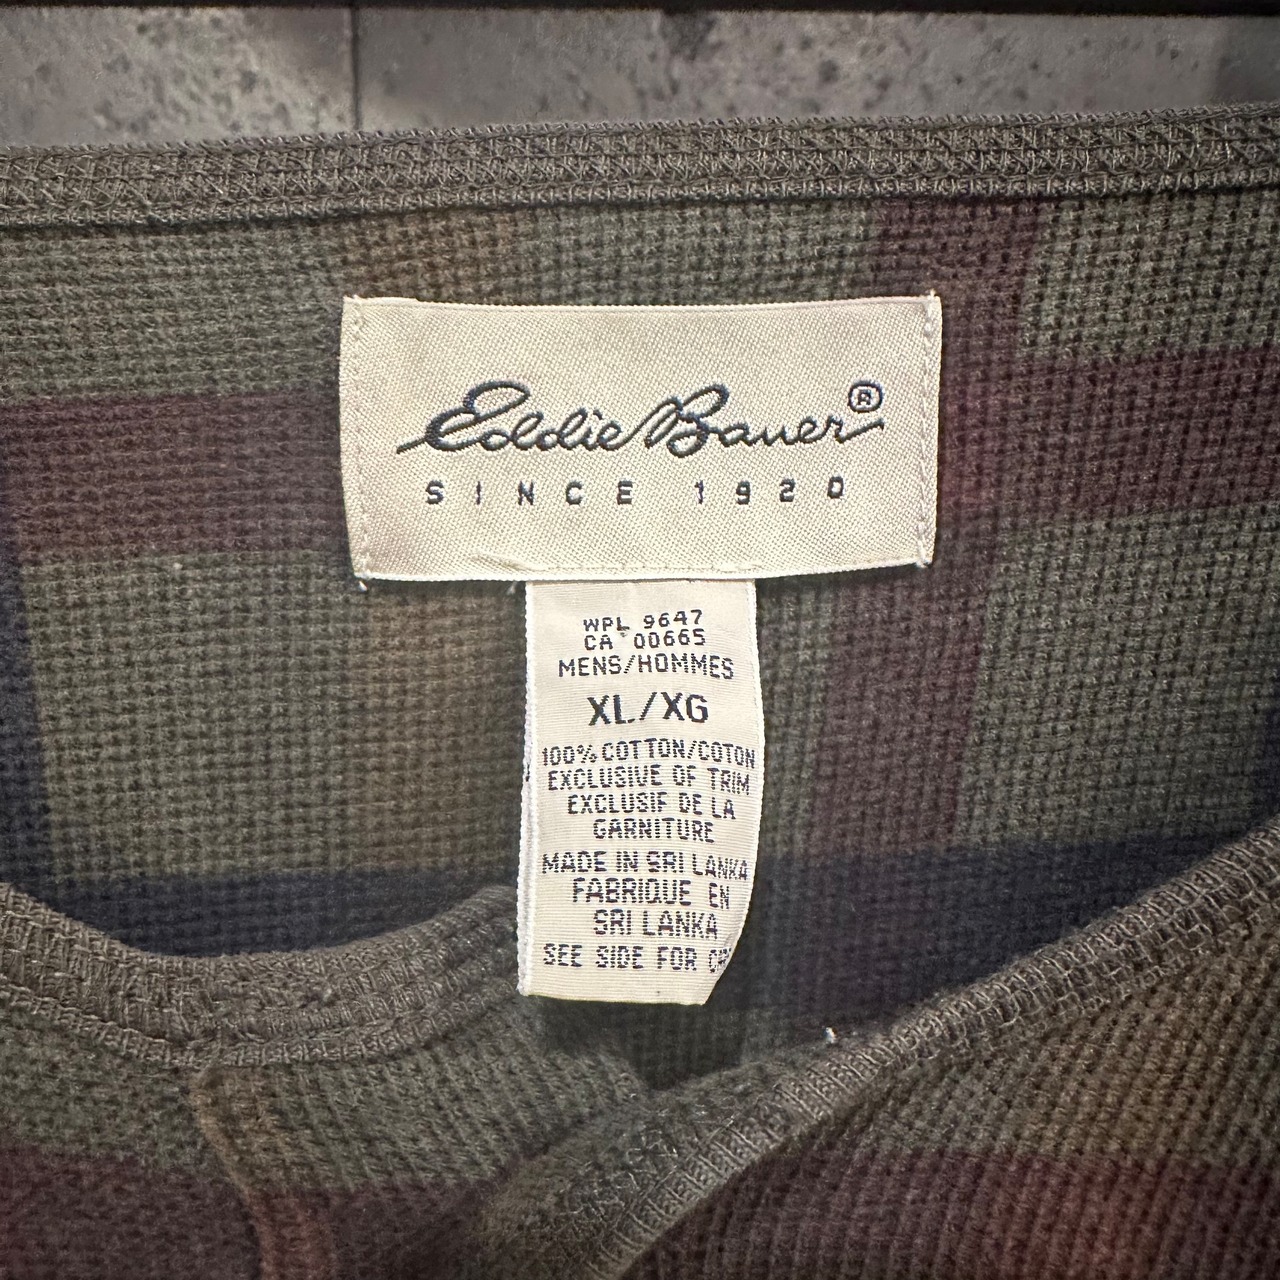 Eddie Bauer®
SINCE 1920
WPL 9647
CA 00665
MENS/HOMMES
XL/XG
100% COTTON/COTON
EXCLUSIVE OF TRIM
EXCLUSIF DE LA
GARNITURE
MADE IN SRI LANKA
FABRIQUE EN
SRI LANKA
SEE SIDE FOR